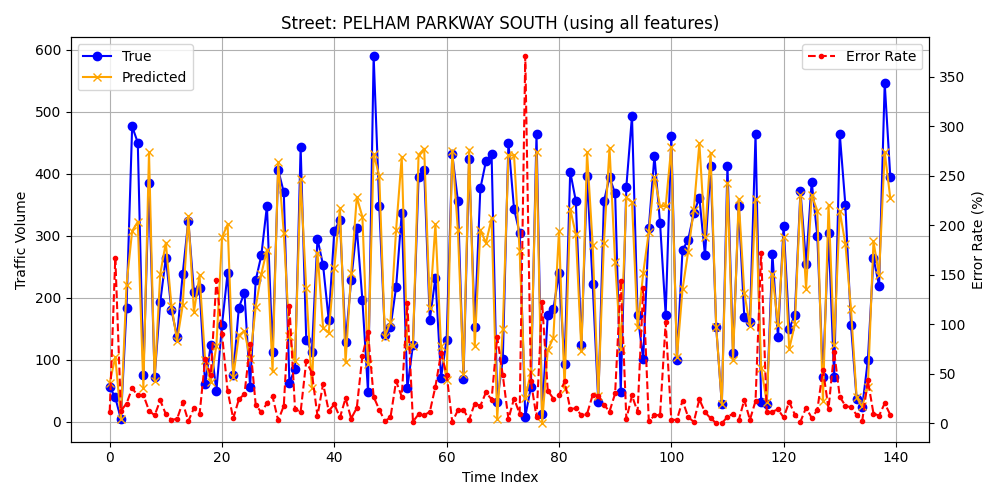 Street: PELHAM PARKWAY SOUTH (using all features)
True
Predicted
Error Rate
Traffic Volume
600
500
400
300
200
100
0
Error Rate (%)
350
300
250
200
150
100
50
0
0 20 40 60 80 100 120 140
Time Index